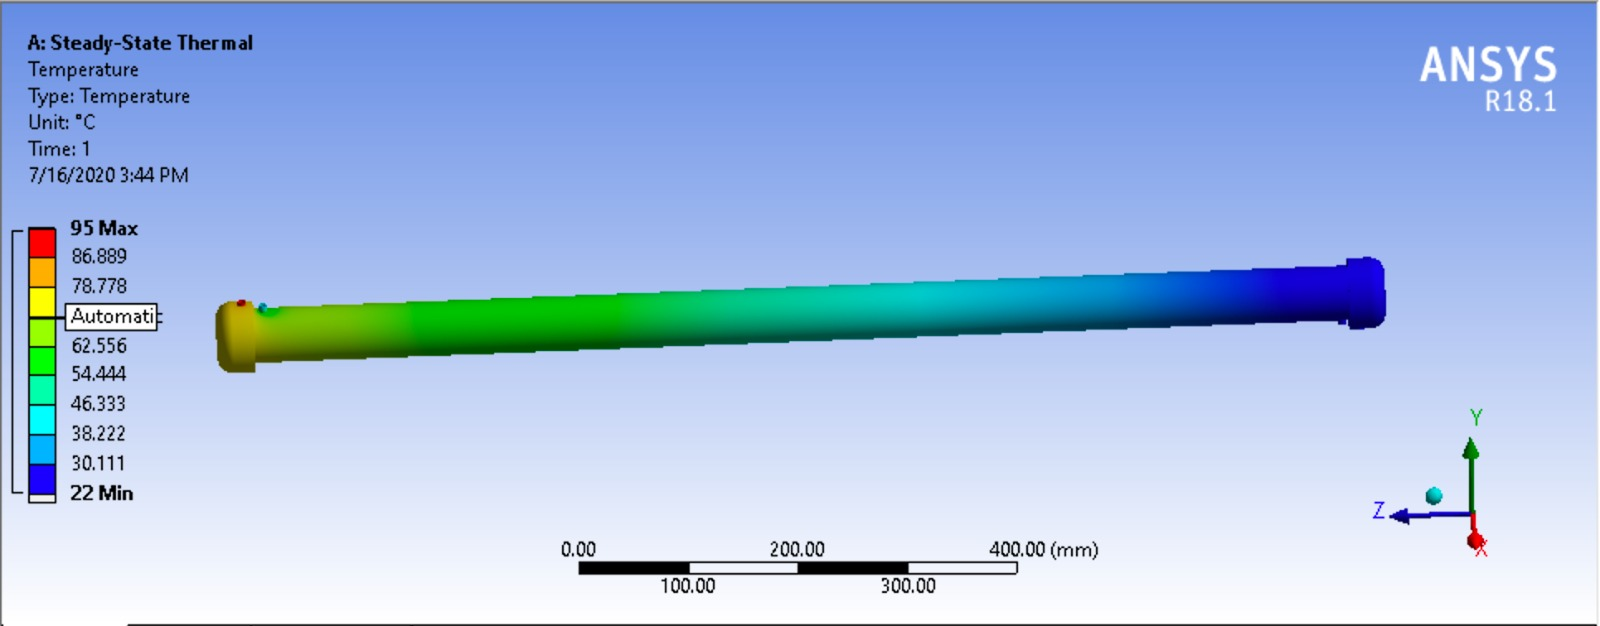 A: Steady-State Thermal
Temperature
Type: Temperature
Unit: °C
Time: 1
7/16/2020 3:44 PM
ANSYS
R18.1
95 Max
86.889
78.778
Automati
62.556
54.444
46.333
38.222
30.111
22 Min
0.00 200.00 400.00 (mm)
100.00 300.00
Y
Z
X